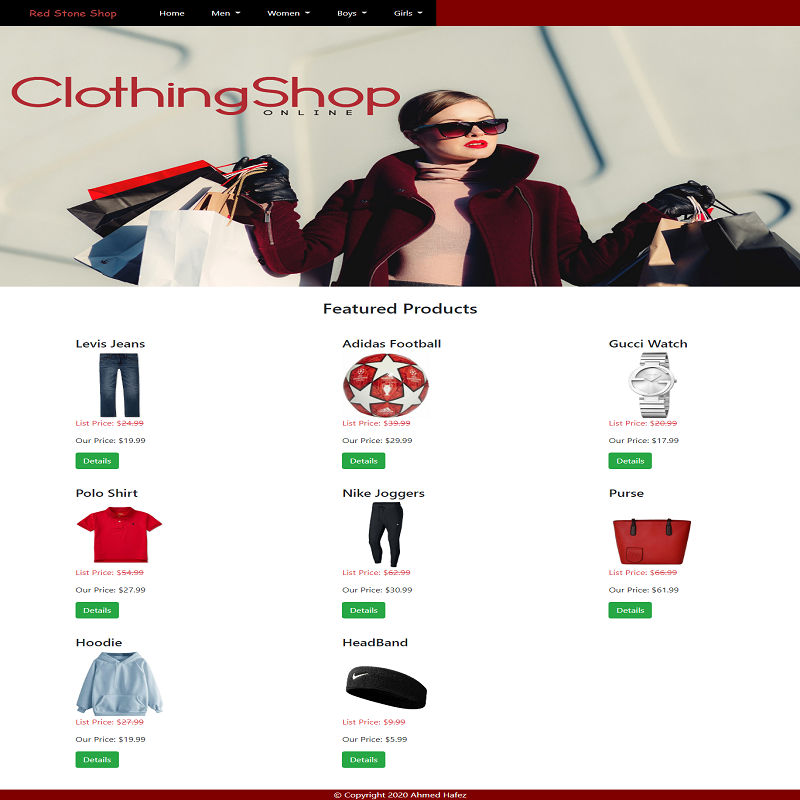 Red Stone Shop Home Men Women Boys Girls
ClothingShop
ONLINE
Featured Products
Levis Jeans Adidas Football Gucci Watch
List Price: $24.99 List Price: $39.99 List Price: $20.99
Our Price: $19.99 Our Price: $29.99 Our Price: $17.99
Details Details Details
Polo Shirt Nike Joggers Purse
List Price: $54.99 List Price: $62.99 List Price: $66.99
Our Price: $27.99 Our Price: $30.99 Our Price: $61.99
Details Details Details
Hoodie HeadBand
List Price: $27.99 List Price: $9.99
Our Price: $19.99 Our Price: $5.99
Details Details
© Copyright 2020 Ahmed Hafez